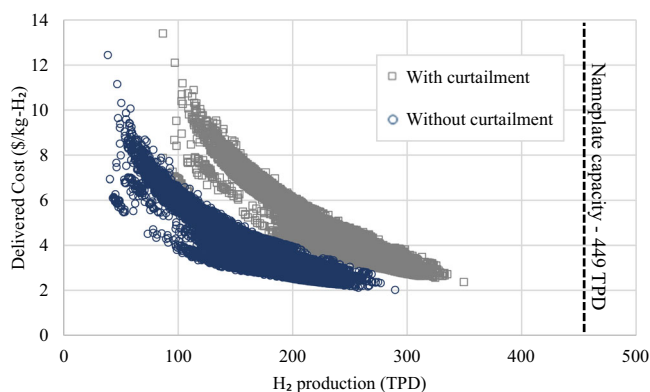 14
12
10
8
6
4
2
0
Delivered Cost ($/kg-H₂)
With curtailment
Without curtailment
Nameplate capacity - 449 TPD
0 100 200 300 400 500
H₂ production (TPD)